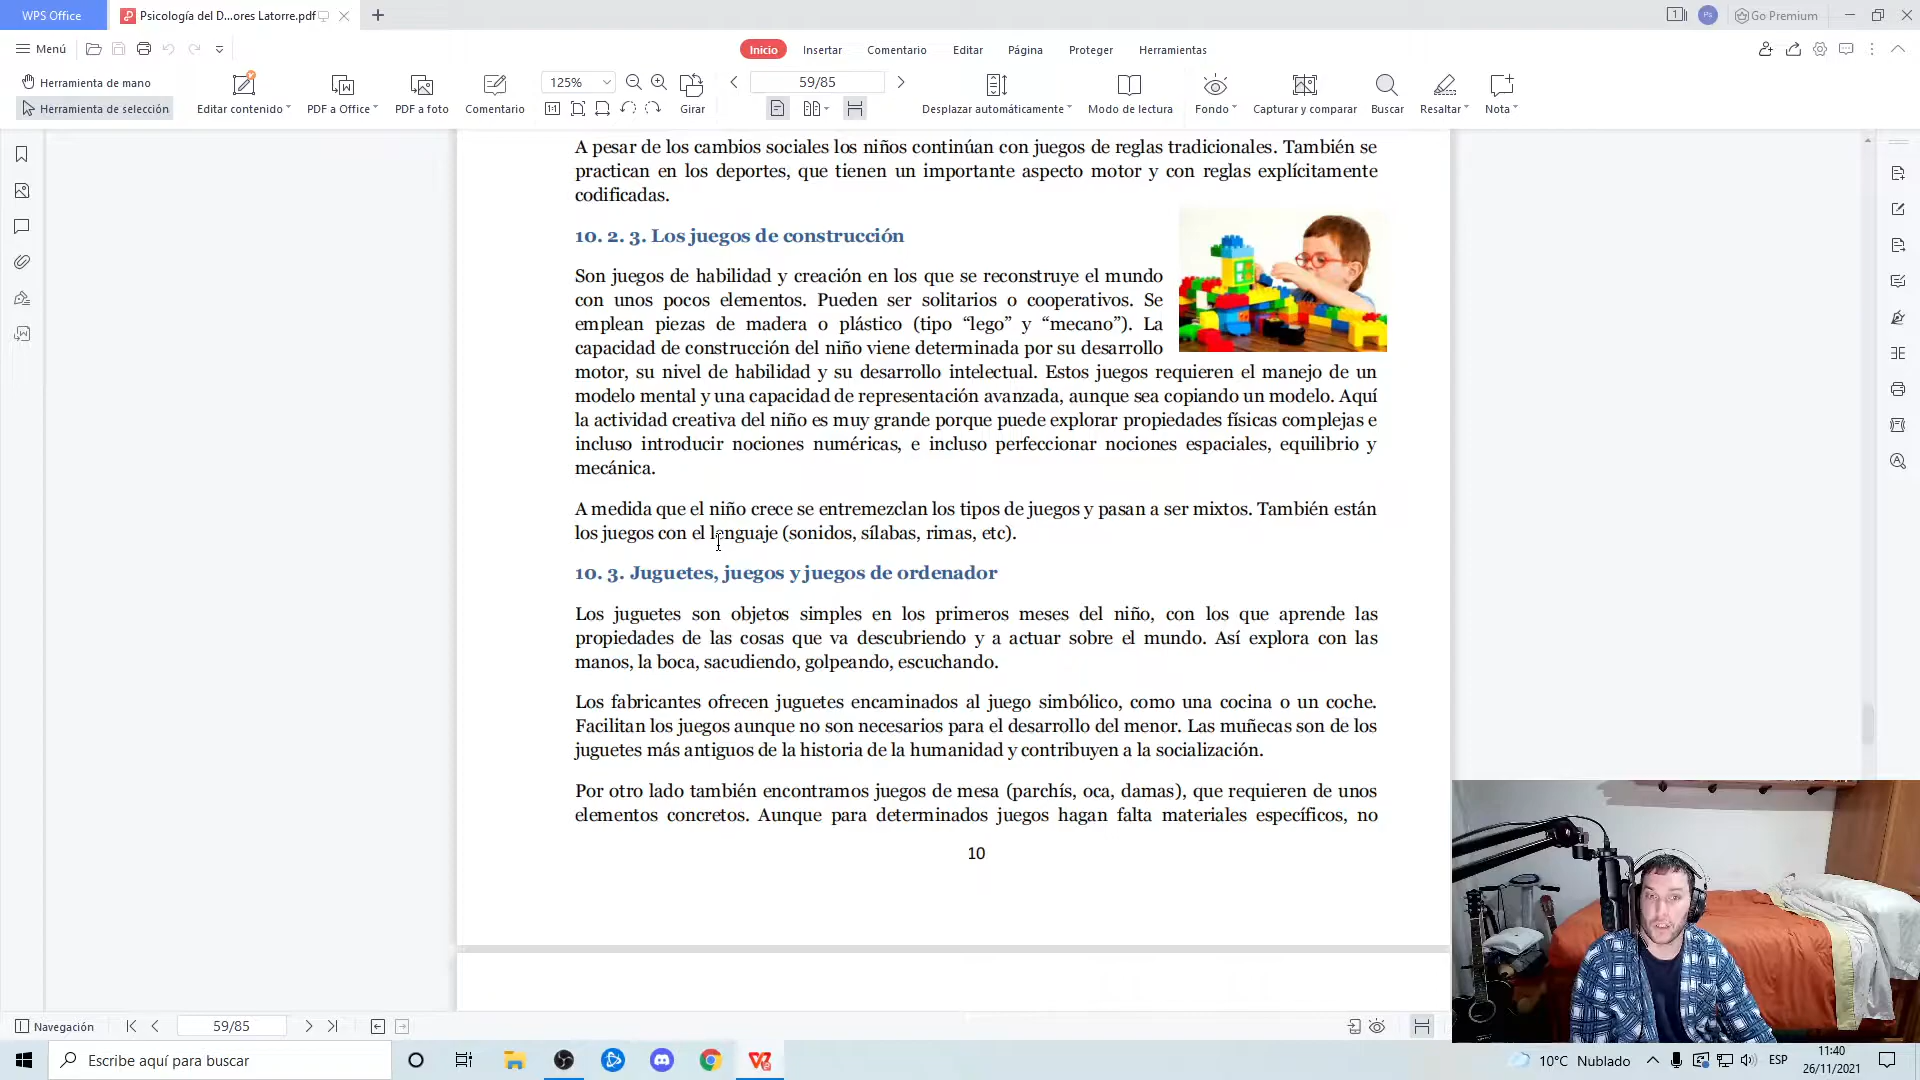 WPS Office
Psicología del D...ores Latorre.pdf
Go Premium
Menú
Inicio
Insertar
Comentario
Editar
Página
Proteger
Herramientas
Herramienta de mano
Herramienta de selección
Editar contenido
PDF a Office
PDF a foto
Comentario
125%
Girar
59/85
Desplazar automáticamente
Modo de lectura
Fondo
Capturar y comparar
Buscar
Resaltar
Nota
A pesar de los cambios sociales los niños continúan con juegos de reglas tradicionales. También se
practican en los deportes, que tienen un importante aspecto motor y con reglas explícitamente
codificadas.
10. 2. 3. Los juegos de construcción
Son juegos de habilidad y creación en los que se reconstruye el mundo
con unos pocos elementos. Pueden ser solitarios o cooperativos. Se
emplean piezas de madera o plástico (tipo “lego” y “mecano”). La
capacidad de construcción del niño viene determinada por su desarrollo
motor, su nivel de habilidad y su desarrollo intelectual. Estos juegos requieren el manejo de un
modelo mental y una capacidad de representación avanzada, aunque sea copiando un modelo. Aquí
la actividad creativa del niño es muy grande porque puede explorar propiedades físicas complejas e
incluso introducir nociones numéricas, e incluso perfeccionar nociones espaciales, equilibrio y
mecánica.
A medida que el niño crece se entremezclan los tipos de juegos y pasan a ser mixtos. También están
los juegos con el lenguaje (sonidos, sílabas, rimas, etc).
10. 3. Juguetes, juegos y juegos de ordenador
Los juguetes son objetos simples en los primeros meses del niño, con los que aprende las
propiedades de las cosas que va descubriendo y a actuar sobre el mundo. Así explora con las
manos, la boca, sacudiendo, golpeando, escuchando.
Los fabricantes ofrecen juguetes encaminados al juego simbólico, como una cocina o un coche.
Facilitan los juegos aunque no son necesarios para el desarrollo del menor. Las muñecas son de los
juguetes más antiguos de la historia de la humanidad y contribuyen a la socialización.
Por otro lado también encontramos juegos de mesa (parchís, oca, damas), que requieren de unos
elementos concretos. Aunque para determinados juegos hagan falta materiales específicos, no
10
Navegación
59/85
Escribe aquí para buscar
10°C Nublado
ESP
11:40
26/11/2021